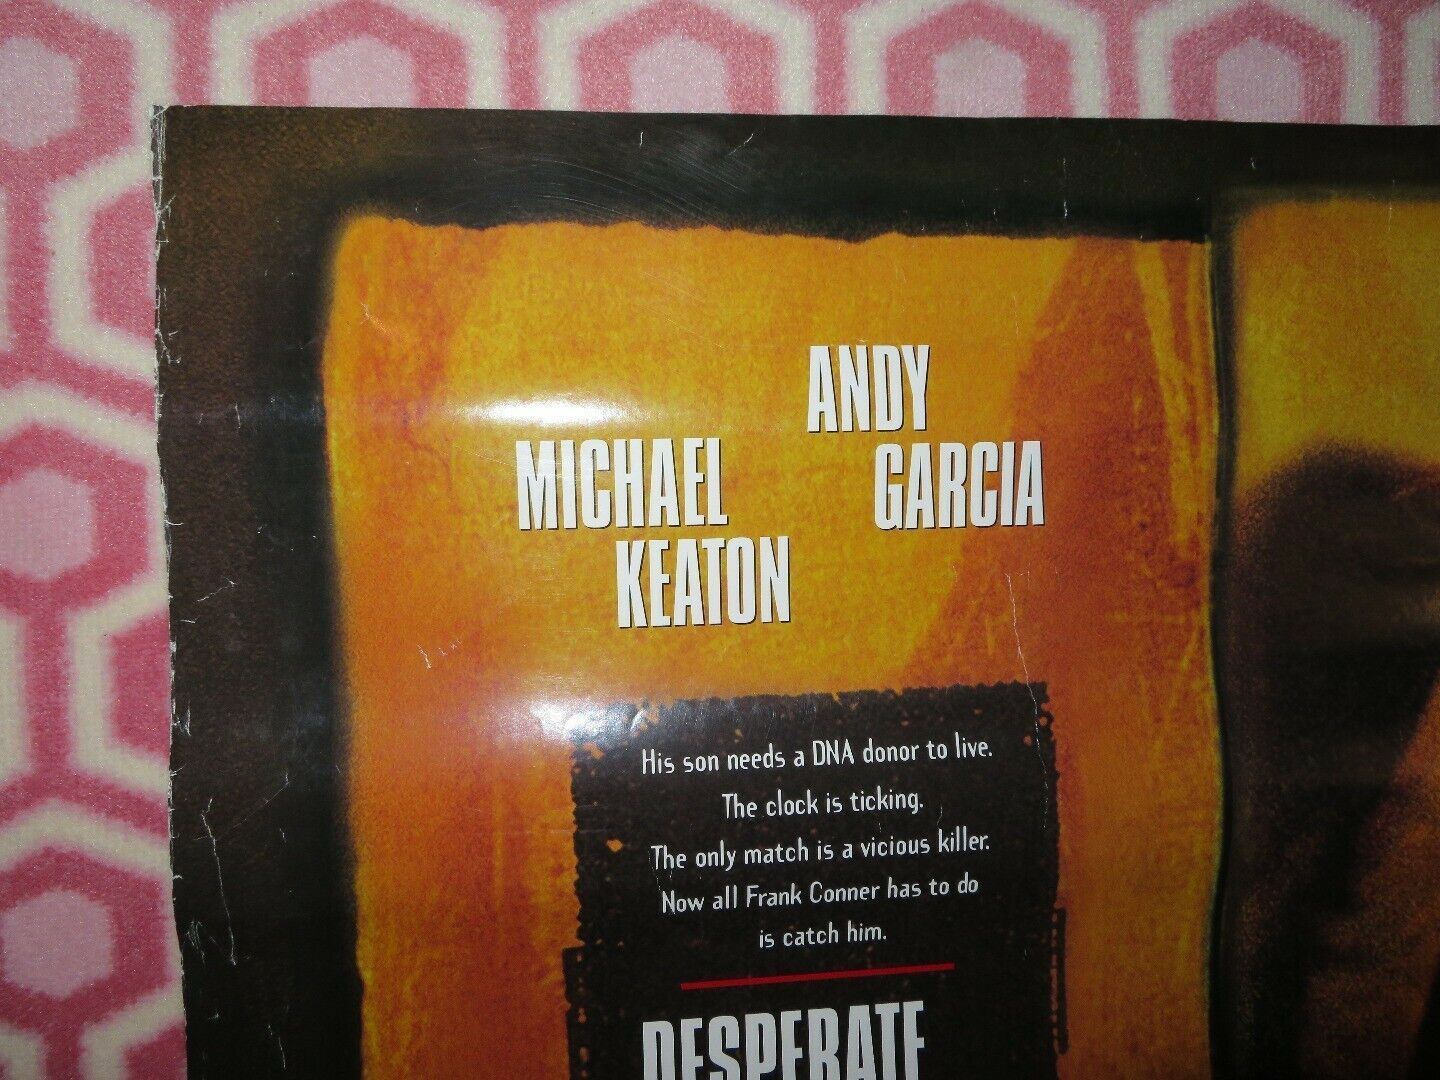 ANDY
GARCIA
MICHAEL
KEATON
His son needs a DNA donor to live.
The clock is ticking.
The only match is a vicious killer.
Now all Frank Conner has to do
is catch him.
DESPERATE